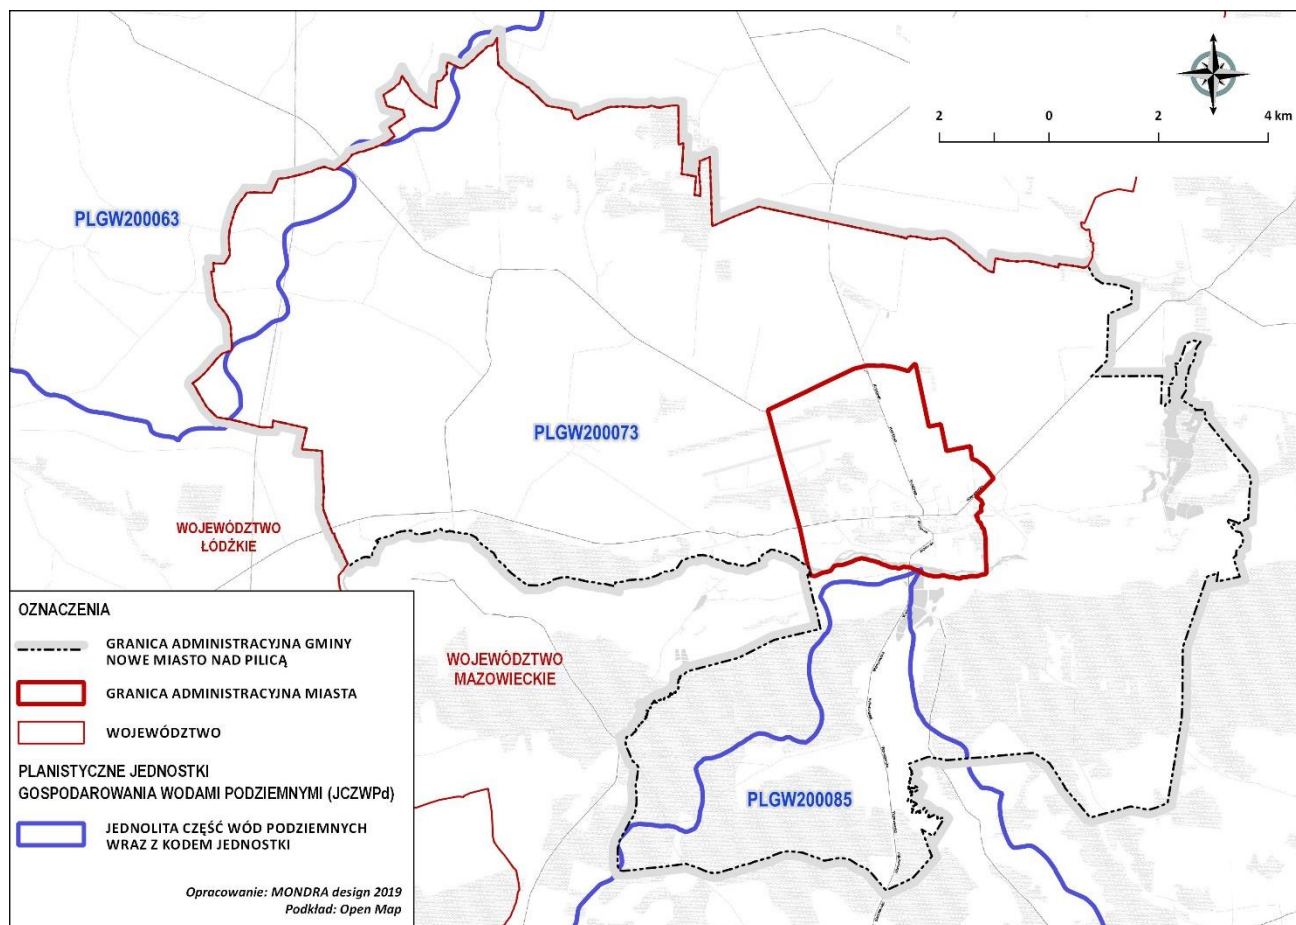 2 0 2 4 km
PLGW200063
PLGW200073
WOJEWÓDZTWO
ŁÓDŹKIE
WOJEWÓDZTWO
MAZOWIECKIE
PLGW200085
OZNACZENIA
GRANICA ADMINISTRACYJNA GMINY
NOWE MIASTO NAD PILICĄ
GRANICA ADMINISTRACYJNA MIASTA
WOJEWÓDZTWO
PLANISTYCZNE JEDNOSTKI
GOSPODAROWANIA WODAMI PODZIEMNYMI (JCZWPd)
JEDNOLITA CZĘŚĆ WÓD PODZIEMNYCH
WRAZ Z KODEM JEDNOSTKI
Opracowanie: MONDRA design 2019
Podkład: Open Map